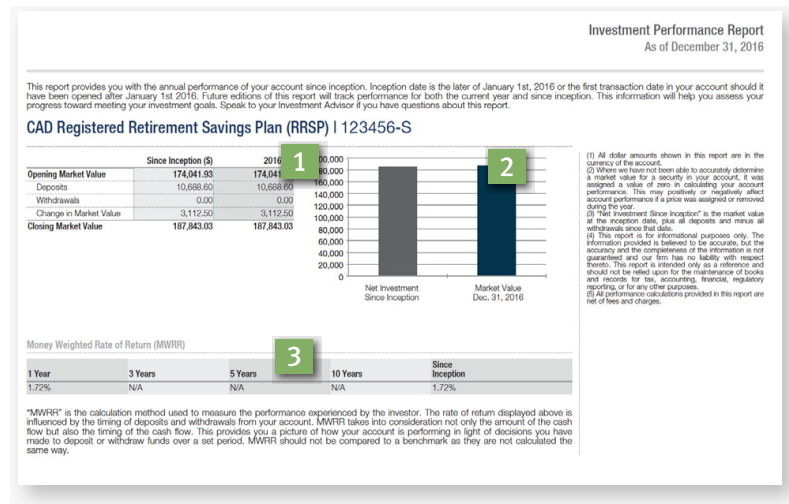 Investment Performance Report
As of December 31, 2016
This report provides you with the annual performance of your account since inception. Inception date is the later of January 1st, 2016 or the first transaction date in your account should it
have been opened after January 1st 2016. Future editions of this report will track performance for both the current year and since inception. This information will help you assess your
progress toward meeting your investment goals. Speak to your Investment Advisor if you have questions about this report.
CAD Registered Retirement Savings Plan (RRSP) | 123456-S
Since Inception ($) 2016
Opening Market Value 174,041.93 174,041
Deposits 10,688.60 10,688.60
Withdrawals 0.00 0.00
Change in Market Value 3,112.50 3,112.50
Closing Market Value 187,843.03 187,843.03
1
00,000
80,000
160,000
140,000
120,000
100,000
80,000
60,000
40,000
20,000
0
2
Net Investment
Since Inception
Market Value
Dec. 31, 2016
(1) All dollar amounts shown in this report are in the
currency of the account.
(2) Where we have not been able to accurately determine
a market value for a security in your account, it was
assigned a value of zero in calculating your account
performance. This may positively or negatively affect
account performance if a price was assigned or removed
during the year.
(3) "Net Investment Since Inception" is the market value
at the inception date, plus all deposits and minus all
withdrawals since that date.
(4) This report is for informational purposes only. The
information provided is believed to be accurate, but the
accuracy and the completeness of the information is not
guaranteed and our firm has no liability with respect
thereto. This report is intended only as a reference and
should not be relied upon for the maintenance of books
and records for tax, accounting, financial, regulatory
reporting, or for any other purposes.
(5) All performance calculations provided in this report are
net of fees and charges.
Money Weighted Rate of Return (MWRR)
3
1 Year 3 Years 5 Years 10 Years Since
Inception
1.72% N/A N/A N/A 1.72%
"MWRR" is the calculation method used to measure the performance experienced by the investor. The rate of return displayed above is
influenced by the timing of deposits and withdrawals from your account. MWRR takes into consideration not only the amount of the cash
flow but also the timing of the cash flow. This provides you a picture of how your account is performing in light of decisions you have
made to deposit or withdraw funds over a set period. MWRR should not be compared to a benchmark as they are not calculated the
same way.